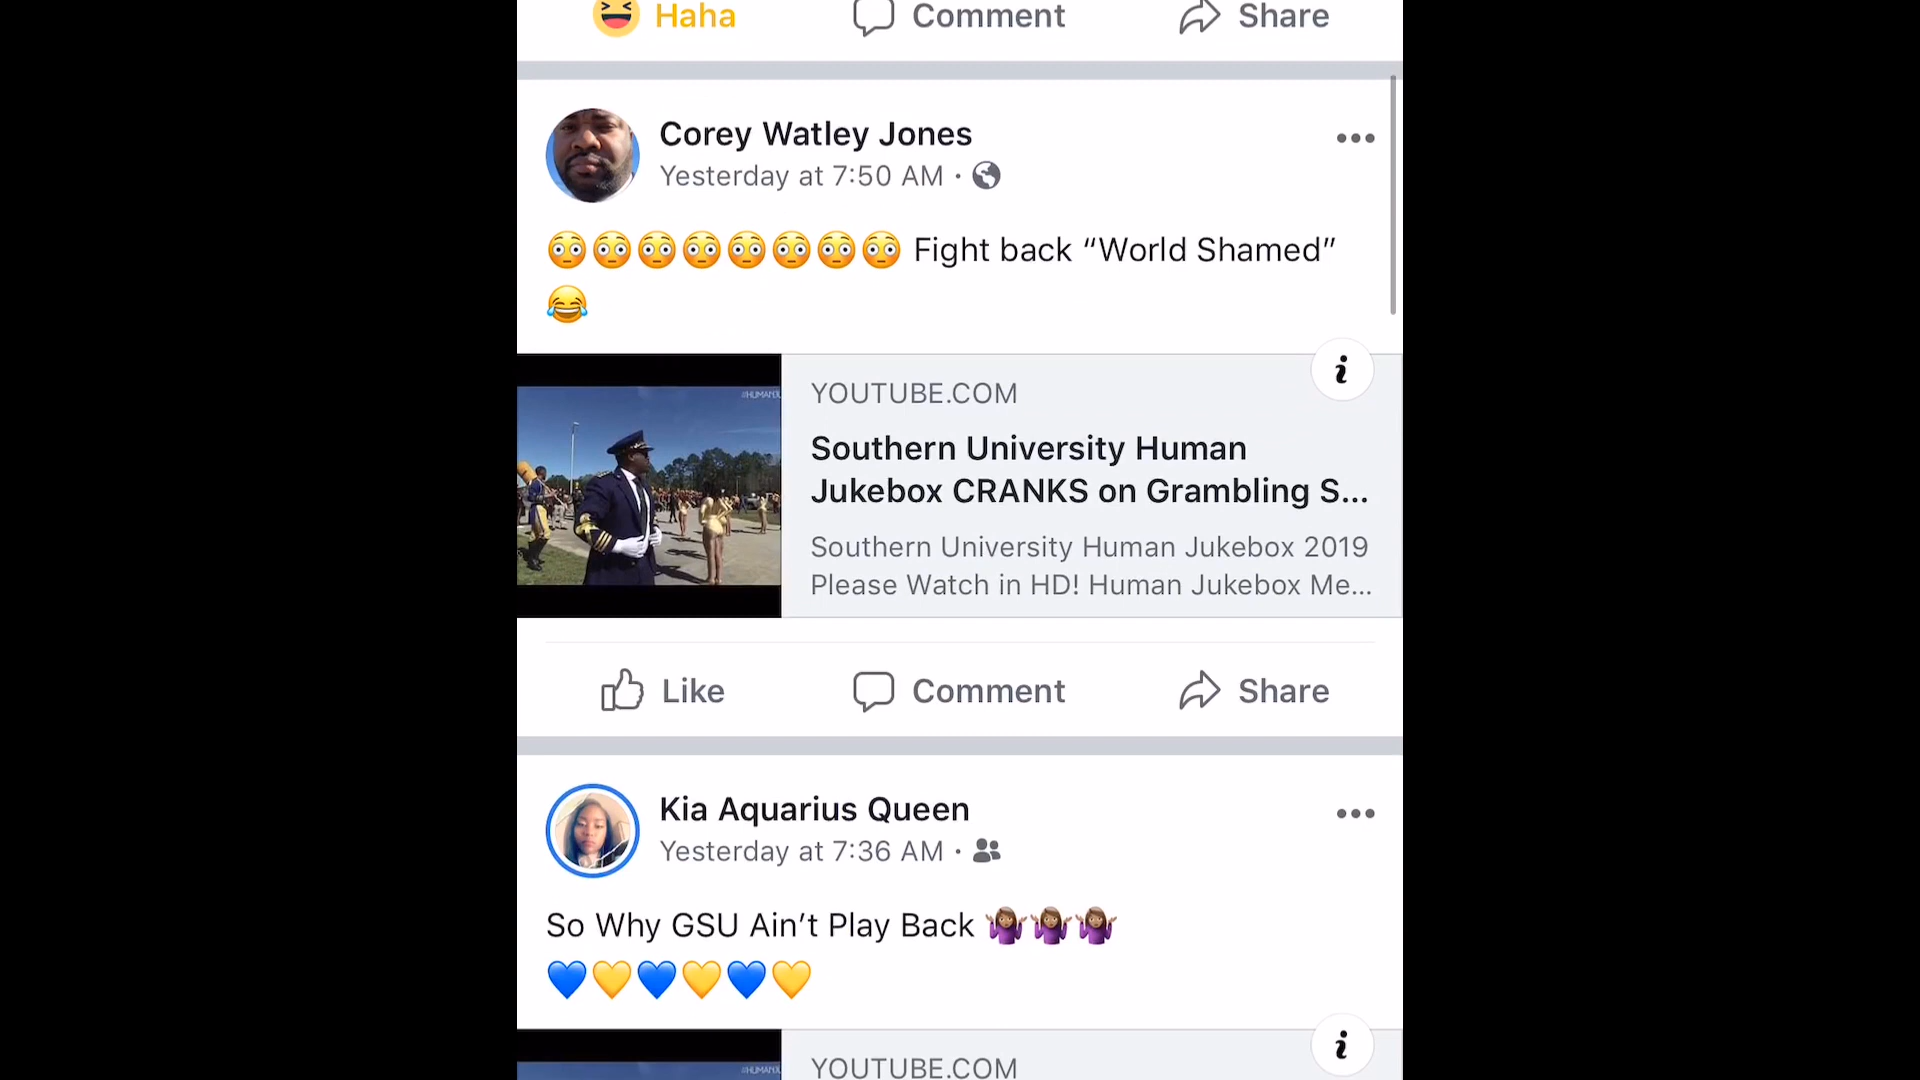 Haha Comment Share
Corey Watley Jones
Yesterday at 7:50 AM ·
😳😳😳😳😳😳😳😳 Fight back “World Shamed”
😂
YOUTUBE.COM
Southern University Human
Jukebox CRANKS on Grambling S...
Southern University Human Jukebox 2019
Please Watch in HD! Human Jukebox Me...
Like Comment Share
Kia Aquarius Queen
Yesterday at 7:36 AM ·
So Why GSU Ain’t Play Back 🤷🏽‍♀️🤷🏽‍♀️🤷🏽‍♀️
💙💛💙💛💙💛
YOUTUBE.COM